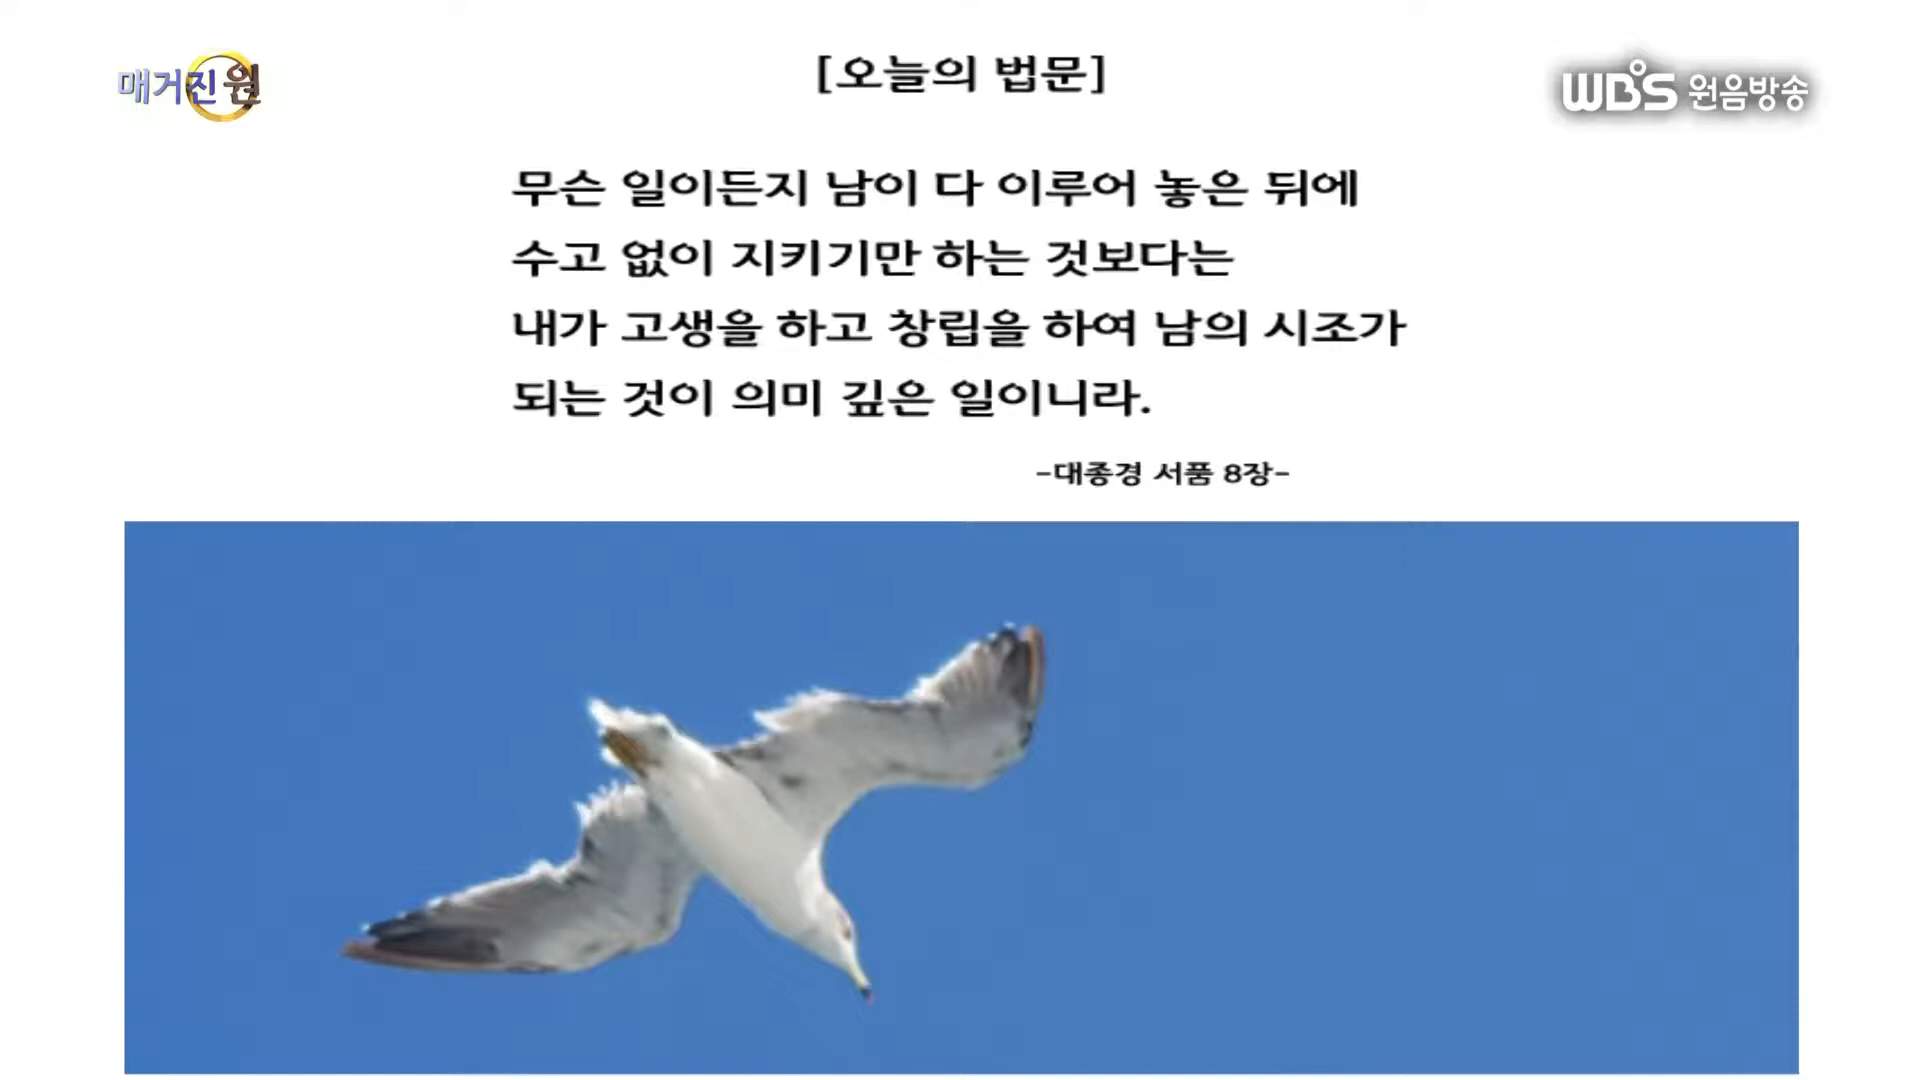 매거진원
[오늘의 법문]
WBS 원음방송
무슨 일이든지 남이 다 이루어 놓은 뒤에
수고 없이 지키기만 하는 것보다는
내가 고생을 하고 창립을 하여 남의 시조가
되는 것이 의미 깊은 일이니라.
-대종경 서품 8장-